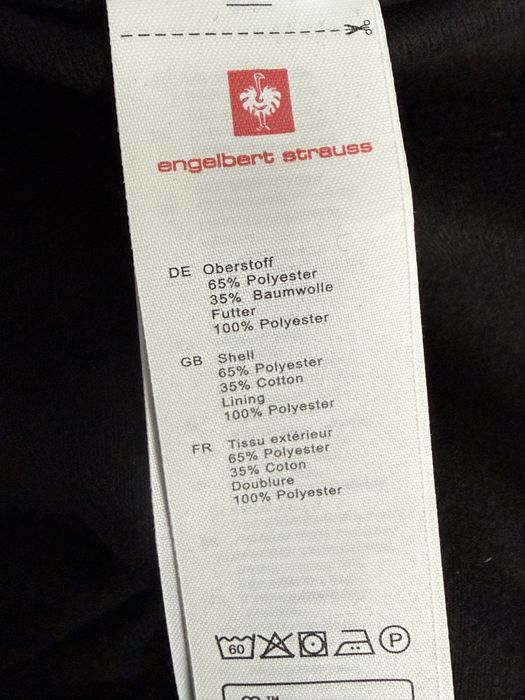 engelbert strauss
DE Oberstoff
65% Polyester
35% Baumwolle
Futter
100% Polyester
GB Shell
65% Polyester
35% Cotton
Lining
100% Polyester
FR Tissu extérieur
65% Polyester
35% Coton
Doublure
100% Polyester
60 P
TM